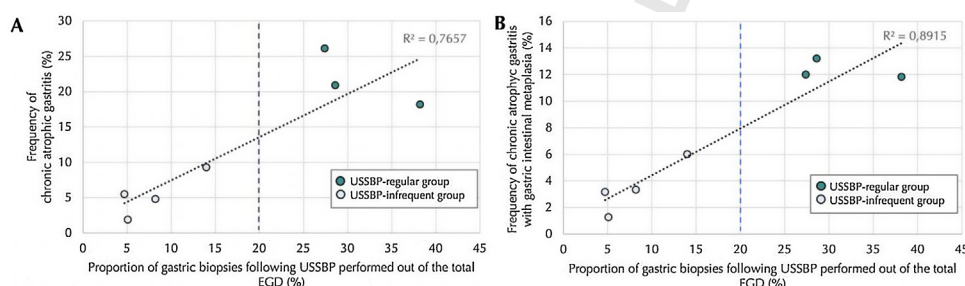 A
Frequency of
chronic atrophic gastritis (%)
30
25
20
15
10
5
0
R² = 0,7657
USSBP-regular group
USSBP-infrequent group
0 5 10 15 20 25 30 35 40 45
Proportion of gastric biopsies following USSBP performed out of the total
EGD (%)
B
Frequency of chronic atrophyc gastritis
with gastric intestinal metaplasia (%)
16
14
12
10
8
6
4
2
0
R² = 0,8915
USSBP-regular group
USSBP-infrequent group
0 5 10 15 20 25 30 35 40 45
Proportion of gastric biopsies following USSBP performed out of the total
EGD (%)